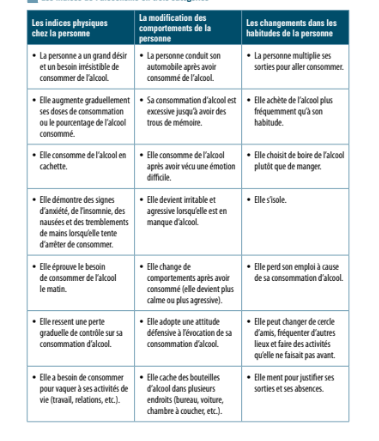 Les indices physiques
chez la personne
La modification des
comportements de la
personne
Les changements dans les
habitudes de la personne
• La personne a un grand désir
et un besoin irrésistible de
consommer de l'alcool.
• La personne conduit son
automobile après avoir
consommé de l'alcool.
• La personne multiplie ses
sorties pour aller consommer.
• Elle augmente graduellement
ses doses de consommation
ou le pourcentage de l'alcool
consommé.
• Sa consommation d'alcool est
excessive jusqu'à avoir des
trous de mémoire.
• Elle achète de l'alcool plus
fréquemment qu'à son
habitude.
• Elle consomme de l'alcool en
cachette.
• Elle consomme de l'alcool
après avoir vécu une émotion
difficile.
• Elle choisit de boire de l'alcool
plutôt que de manger.
• Elle démontre des signes
d'anxiété, de l'insomnie, des
nausées et des tremblements
de mains lorsqu'elle tente
d'arrêter de consommer.
• Elle devient irritable et
agressive lorsqu'elle est en
manque d'alcool.
• Elle s'isole.
• Elle éprouve le besoin
de consommer de l'alcool
le matin.
• Elle change de
comportements après avoir
consommé (elle devient plus
calme ou plus agressive).
• Elle perd son emploi à cause
de sa consommation d'alcool.
• Elle ressent une perte
graduelle de contrôle sur sa
consommation d'alcool.
• Elle adopte une attitude
défensive à l'évocation de sa
consommation d'alcool.
• Elle peut changer de cercle
d'amis, fréquenter d'autres
lieux et faire des activités
qu'elle ne faisait pas avant.
• Elle a besoin de consommer
pour vaquer à ses activités de
vie (travail, relations, etc.).
• Elle cache des bouteilles
d'alcool dans plusieurs
endroits (bureau, voiture,
chambre à coucher, etc.).
• Elle ment pour justifier ses
sorties et ses absences.